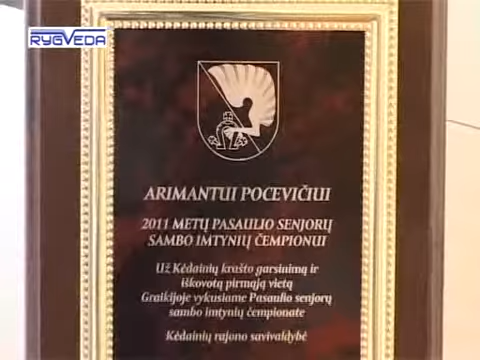 RYGVEDA
ARIMANTUI POCEVIČIUI
2011 METŲ PASAULIO SENJORŲ
SAMBO IMTYNIŲ ČEMPIONUI
Už Kėdainių krašto garsinimą ir
iškovotą pirmąją vietą
Graikijoje vykusiame Pasaulio senjorų
sambo imtynių čempionate
Kėdainių rajono savivaldybė